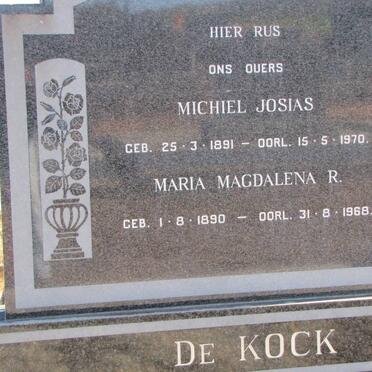 HIER RUS
ONS OUERS
MICHIEL JOSIAS
GEB. 25-3-1891 - OORL. 15-5-1970.
MARIA MAGDALENA R.
GEB. 1-8-1890 - OORL. 31-8-1968.
DE KOCK